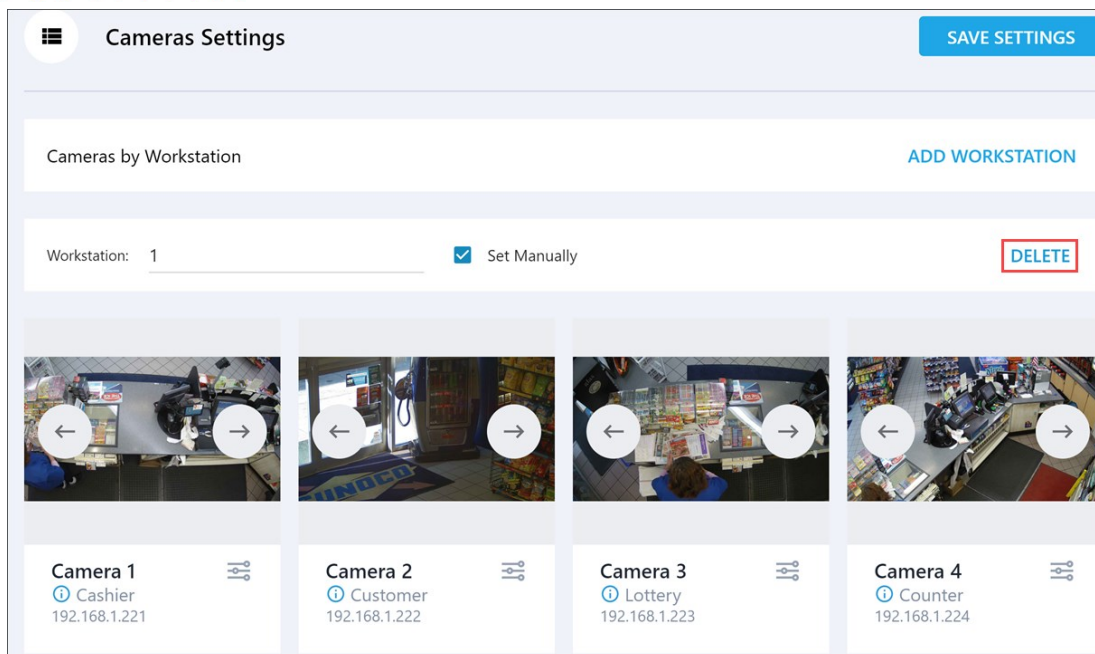 Cameras Settings
SAVE SETTINGS
Cameras by Workstation
ADD WORKSTATION
Workstation: 1
Set Manually
DELETE
SUNOCO
Camera 1
Cashier
192.168.1.221
Camera 2
Customer
192.168.1.222
Camera 3
Lottery
192.168.1.223
Camera 4
Counter
192.168.1.224